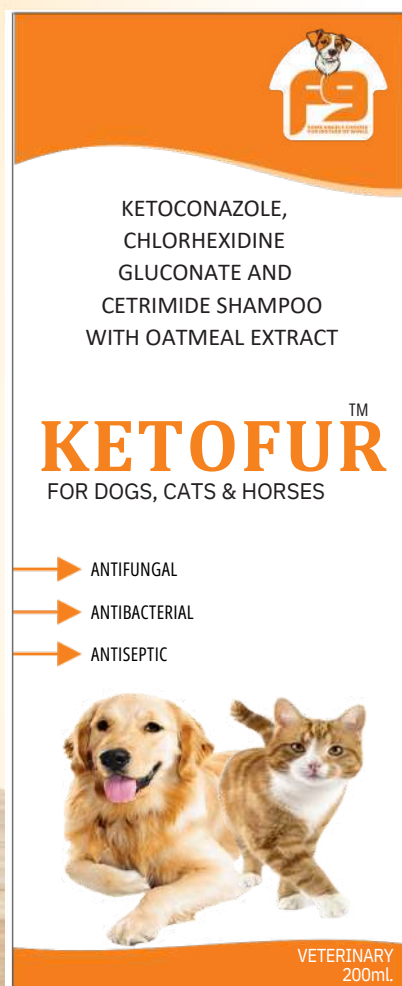 F9
KETOCONAZOLE,
CHLORHEXIDINE
GLUCONATE AND
CETRIMIDE SHAMPOO
WITH OATMEAL EXTRACT
TM
KETOFUR
FOR DOGS, CATS & HORSES
ANTIFUNGAL
ANTIBACTERIAL
ANTISEPTIC
VETERINARY
200ml.